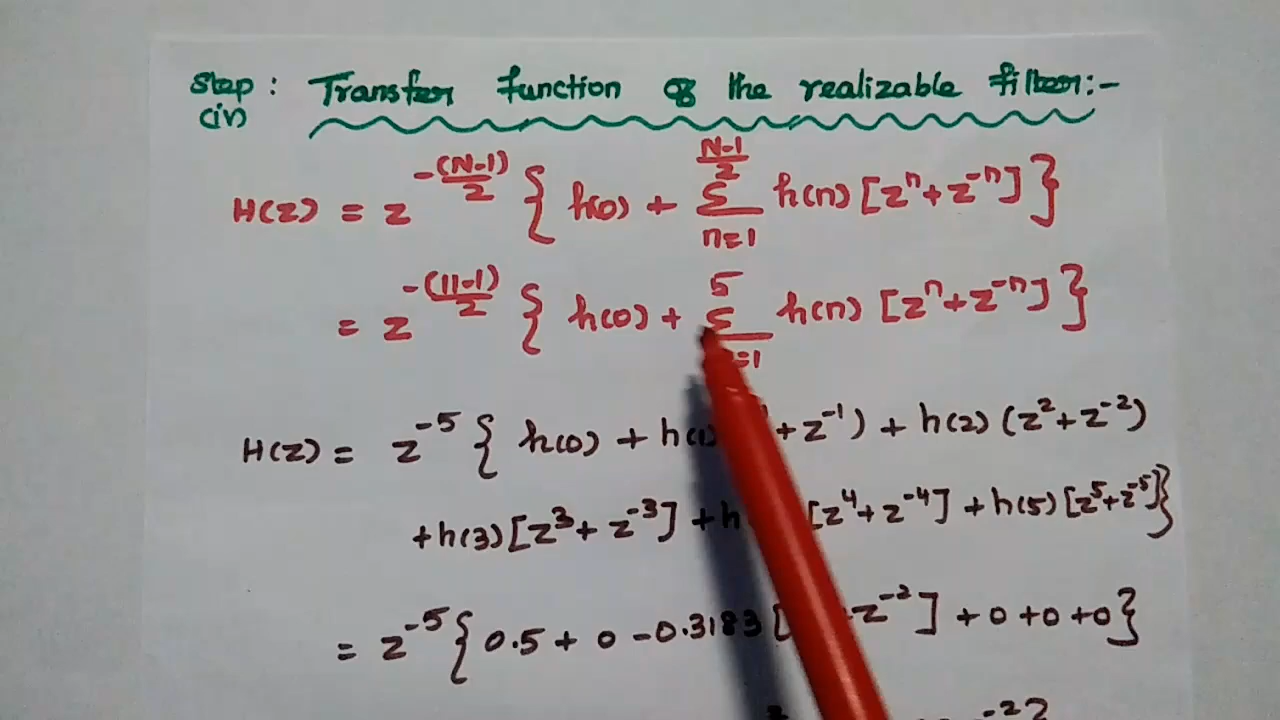 Step : Transfer function of the realizable filter:-
(iv)
H(z) = z^{-(N-1)/2} { h(0) + Σ_{n=1}^{(N-1)/2} h(n) [z^n + z^{-n}] }
= z^{-(11-1)/2} { h(0) + Σ_{=1}^{5} h(n) [z^n + z^{-n}] }
H(z) = z^{-5} { h(0) + h( + z^{-1}) + h(2) (z^2 + z^{-2})
+ h(3) [z^3 + z^{-3}] + h [z^4 + z^{-4}] + h(5) [z^5 + z^{-5}] }
= z^{-5} { 0.5 + 0 - 0.3183 [ z^{-2} ] + 0 + 0 + 0 }